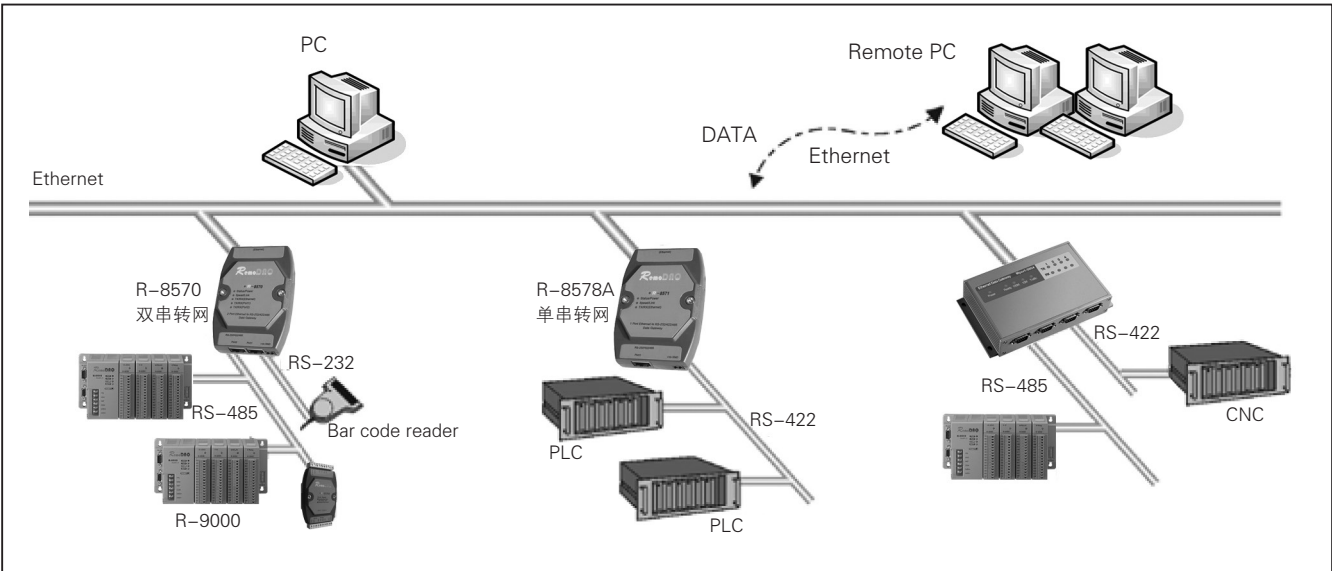 PC
Remote PC
DATA
Ethernet
Ethernet
R-8570
双串转网
R-8578A
单串转网
RS-232
RS-485
Bar code reader
R-9000
RS-422
PLC
PLC
RS-422
RS-485
CNC